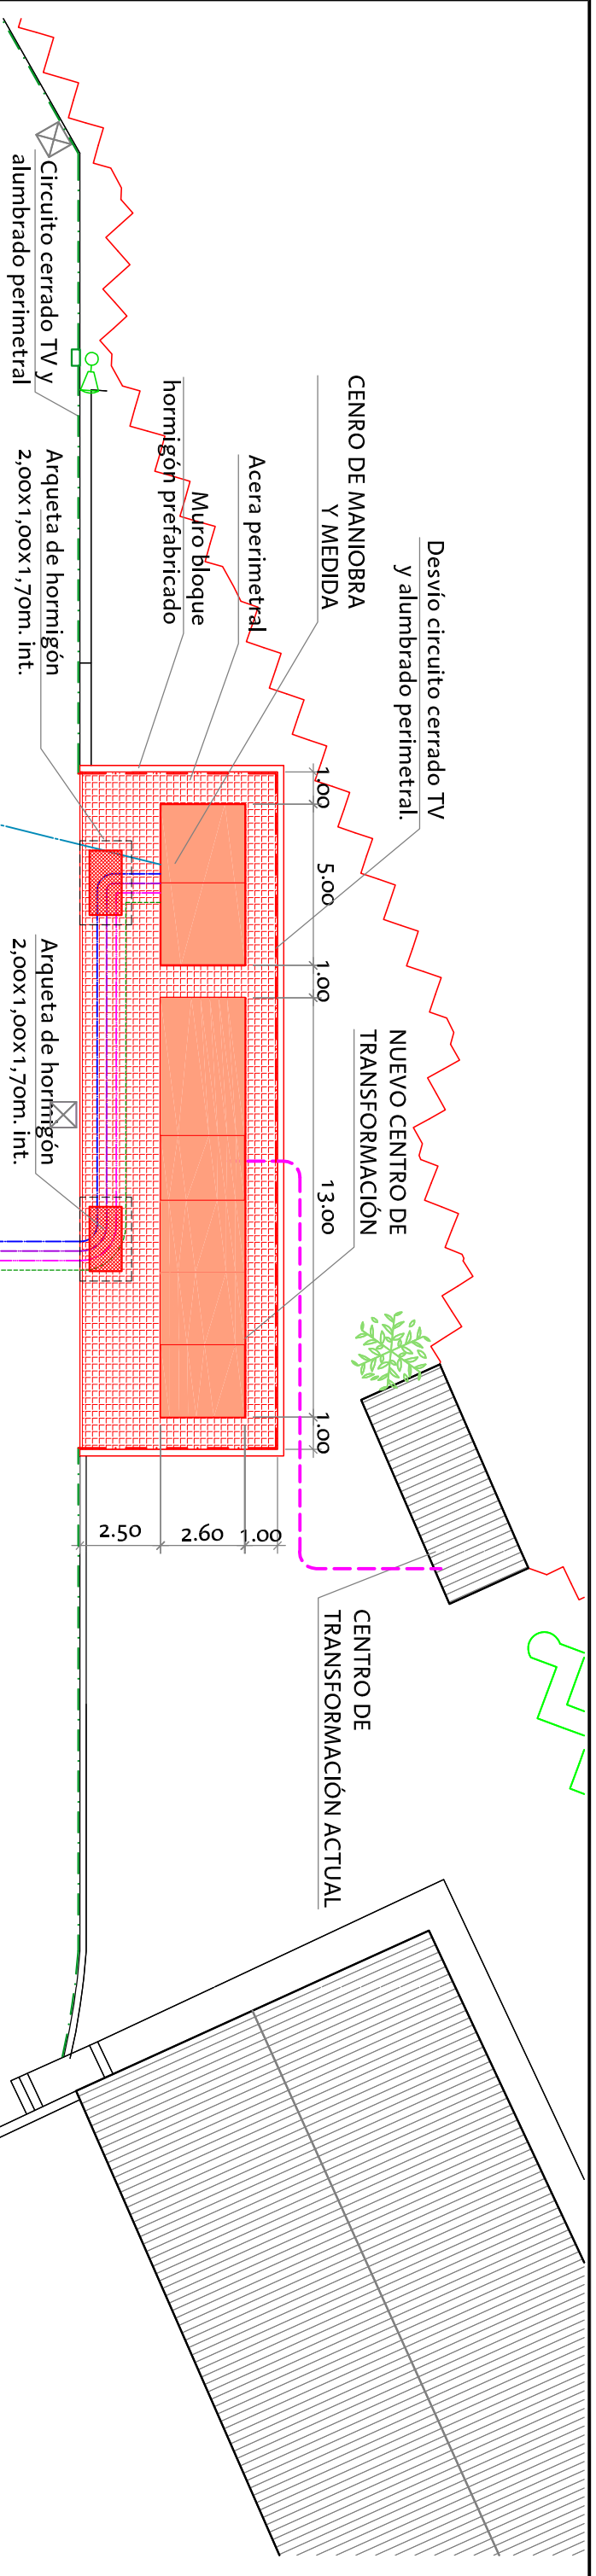 Circuito cerrado TV y
alumbrado perimetral
CENRO DE MANIOBRA
Y MEDIDA
Acera perimetral
Muro bloque
hormigón prefabricado
Arqueta de hormigón
2,00x1,00x1,70m. int.
Desvío circuito cerrado TV
y alumbrado perimetral.
1.00
5.00
1.00
13.00
1.00
Arqueta de hormigón
2,00x1,00x1,70m. int.
NUEVO CENTRO DE
TRANSFORMACIÓN
2.50
2.60
1.00
CENTRO DE
TRANSFORMACIÓN ACTUAL